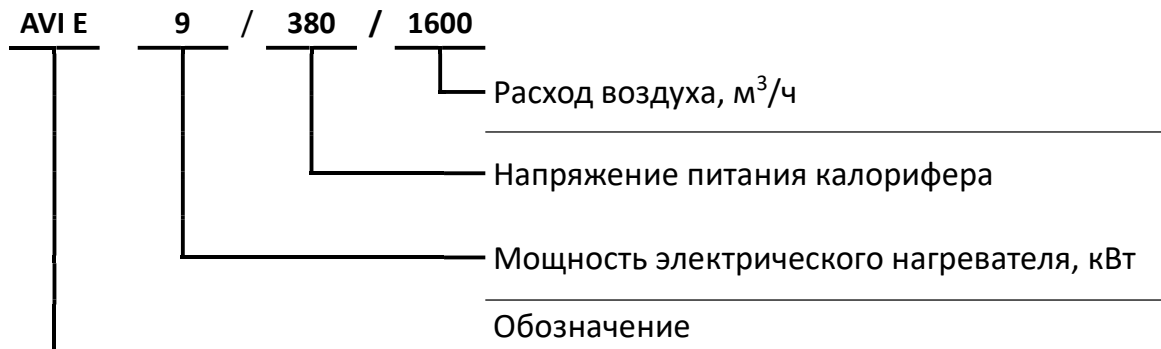 AVI E 9 / 380 / 1600
Расход воздуха, м³/ч
Напряжение питания калорифера
Мощность электрического нагревателя, кВт
Обозначение